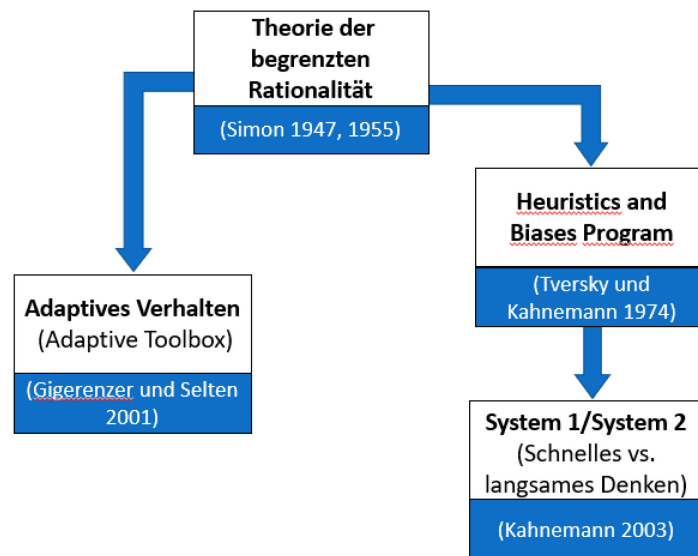 Theorie der
begrenzten
Rationalität
(Simon 1947, 1955)
Heuristics and
Biases Program
(Tversky und
Kahnemann 1974)
Adaptives Verhalten
(Adaptive Toolbox)
(Gigerenzer und Selten
2001)
System 1/System 2
(Schnelles vs.
langsames Denken)
(Kahnemann 2003)